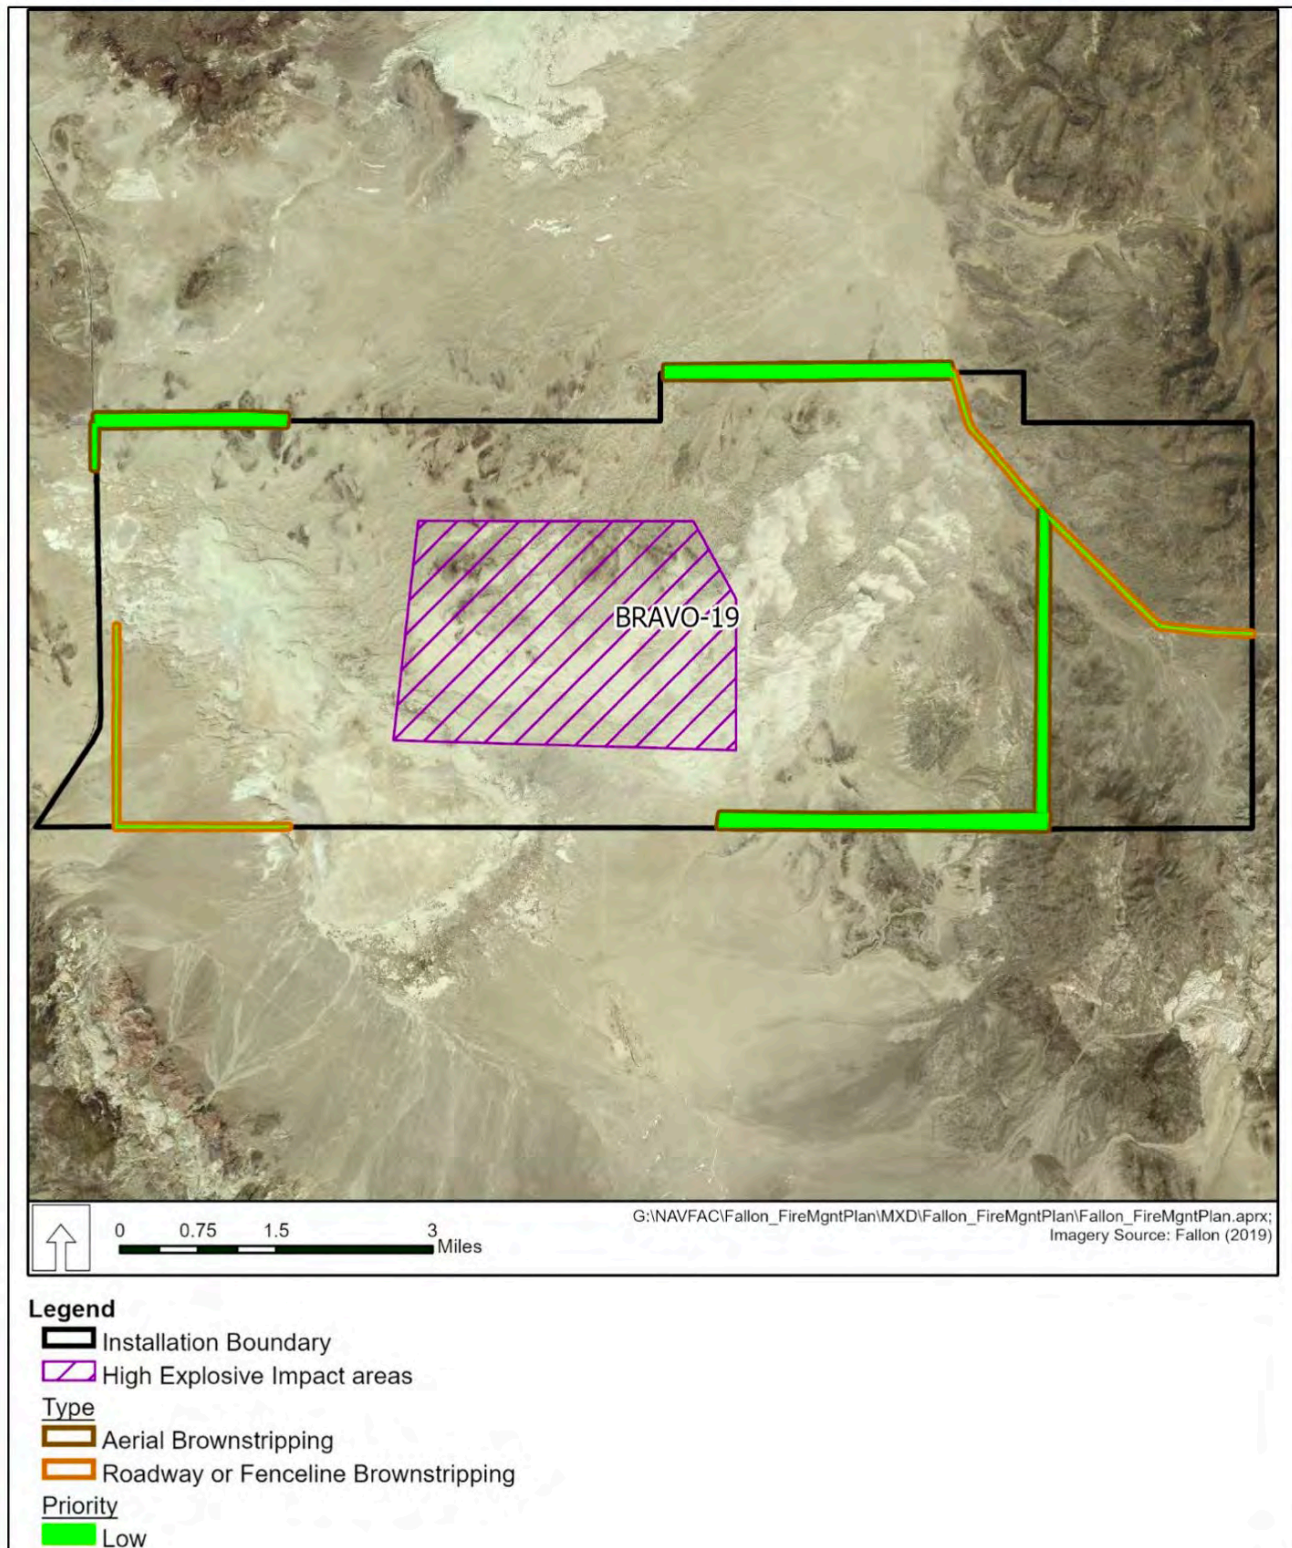 BRAVO-19
0 0.75 1.5 3
Miles
G:\NAVFAC\Fallon_FireMgntPlan\MXD\Fallon_FireMgntPlan\Fallon_FireMgntPlan.aprx;
Imagery Source: Fallon (2019)
Legend
Installation Boundary
High Explosive Impact areas
Type
Aerial Brownstripping
Roadway or Fenceline Brownstripping
Priority
Low